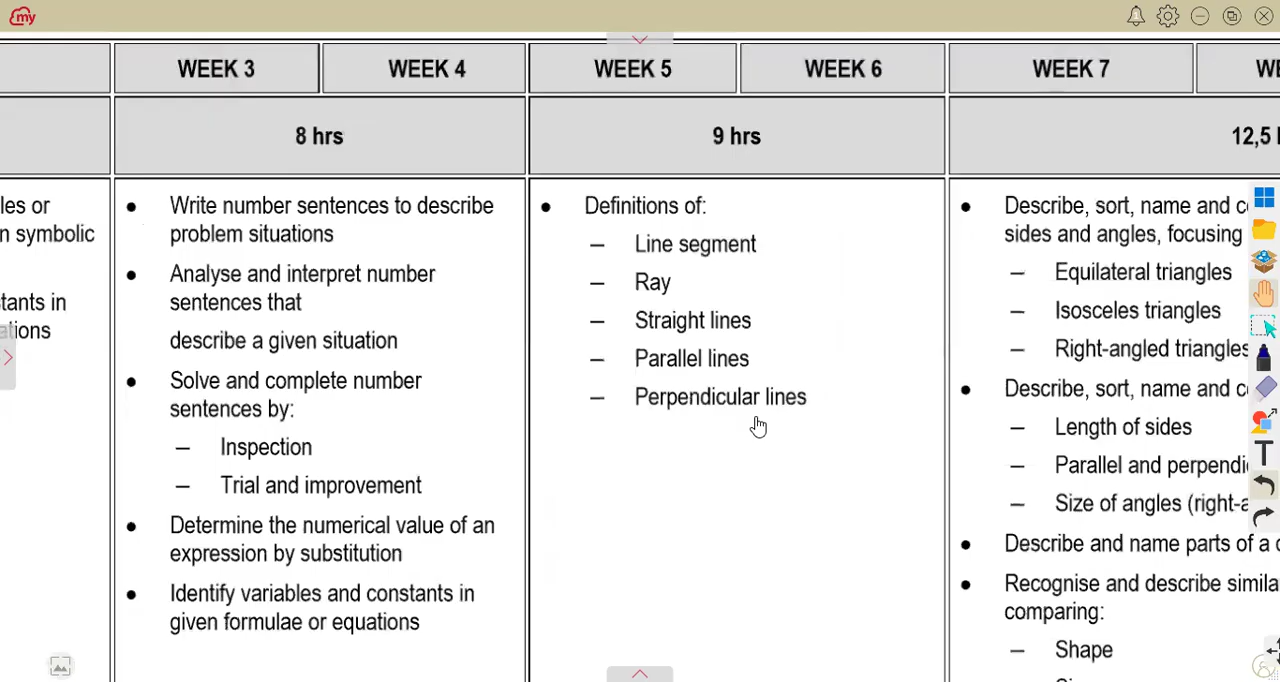 my
WEEK 3
WEEK 4
WEEK 5
WEEK 6
WEEK 7
8 hrs
9 hrs
12,5
les or
n symbolic
tants in
ations
● Write number sentences to describe
problem situations
● Analyse and interpret number
sentences that
describe a given situation
● Solve and complete number
sentences by:
– Inspection
– Trial and improvement
● Determine the numerical value of an
expression by substitution
● Identify variables and constants in
given formulae or equations
● Definitions of:
– Line segment
– Ray
– Straight lines
– Parallel lines
– Perpendicular lines
● Describe, sort, name and c
sides and angles, focusing
– Equilateral triangles
– Isosceles triangles
– Right-angled triangles
● Describe, sort, name and c
– Length of sides
– Parallel and perpendi
– Size of angles (right-a
● Describe and name parts of a c
● Recognise and describe simila
comparing:
– Shape